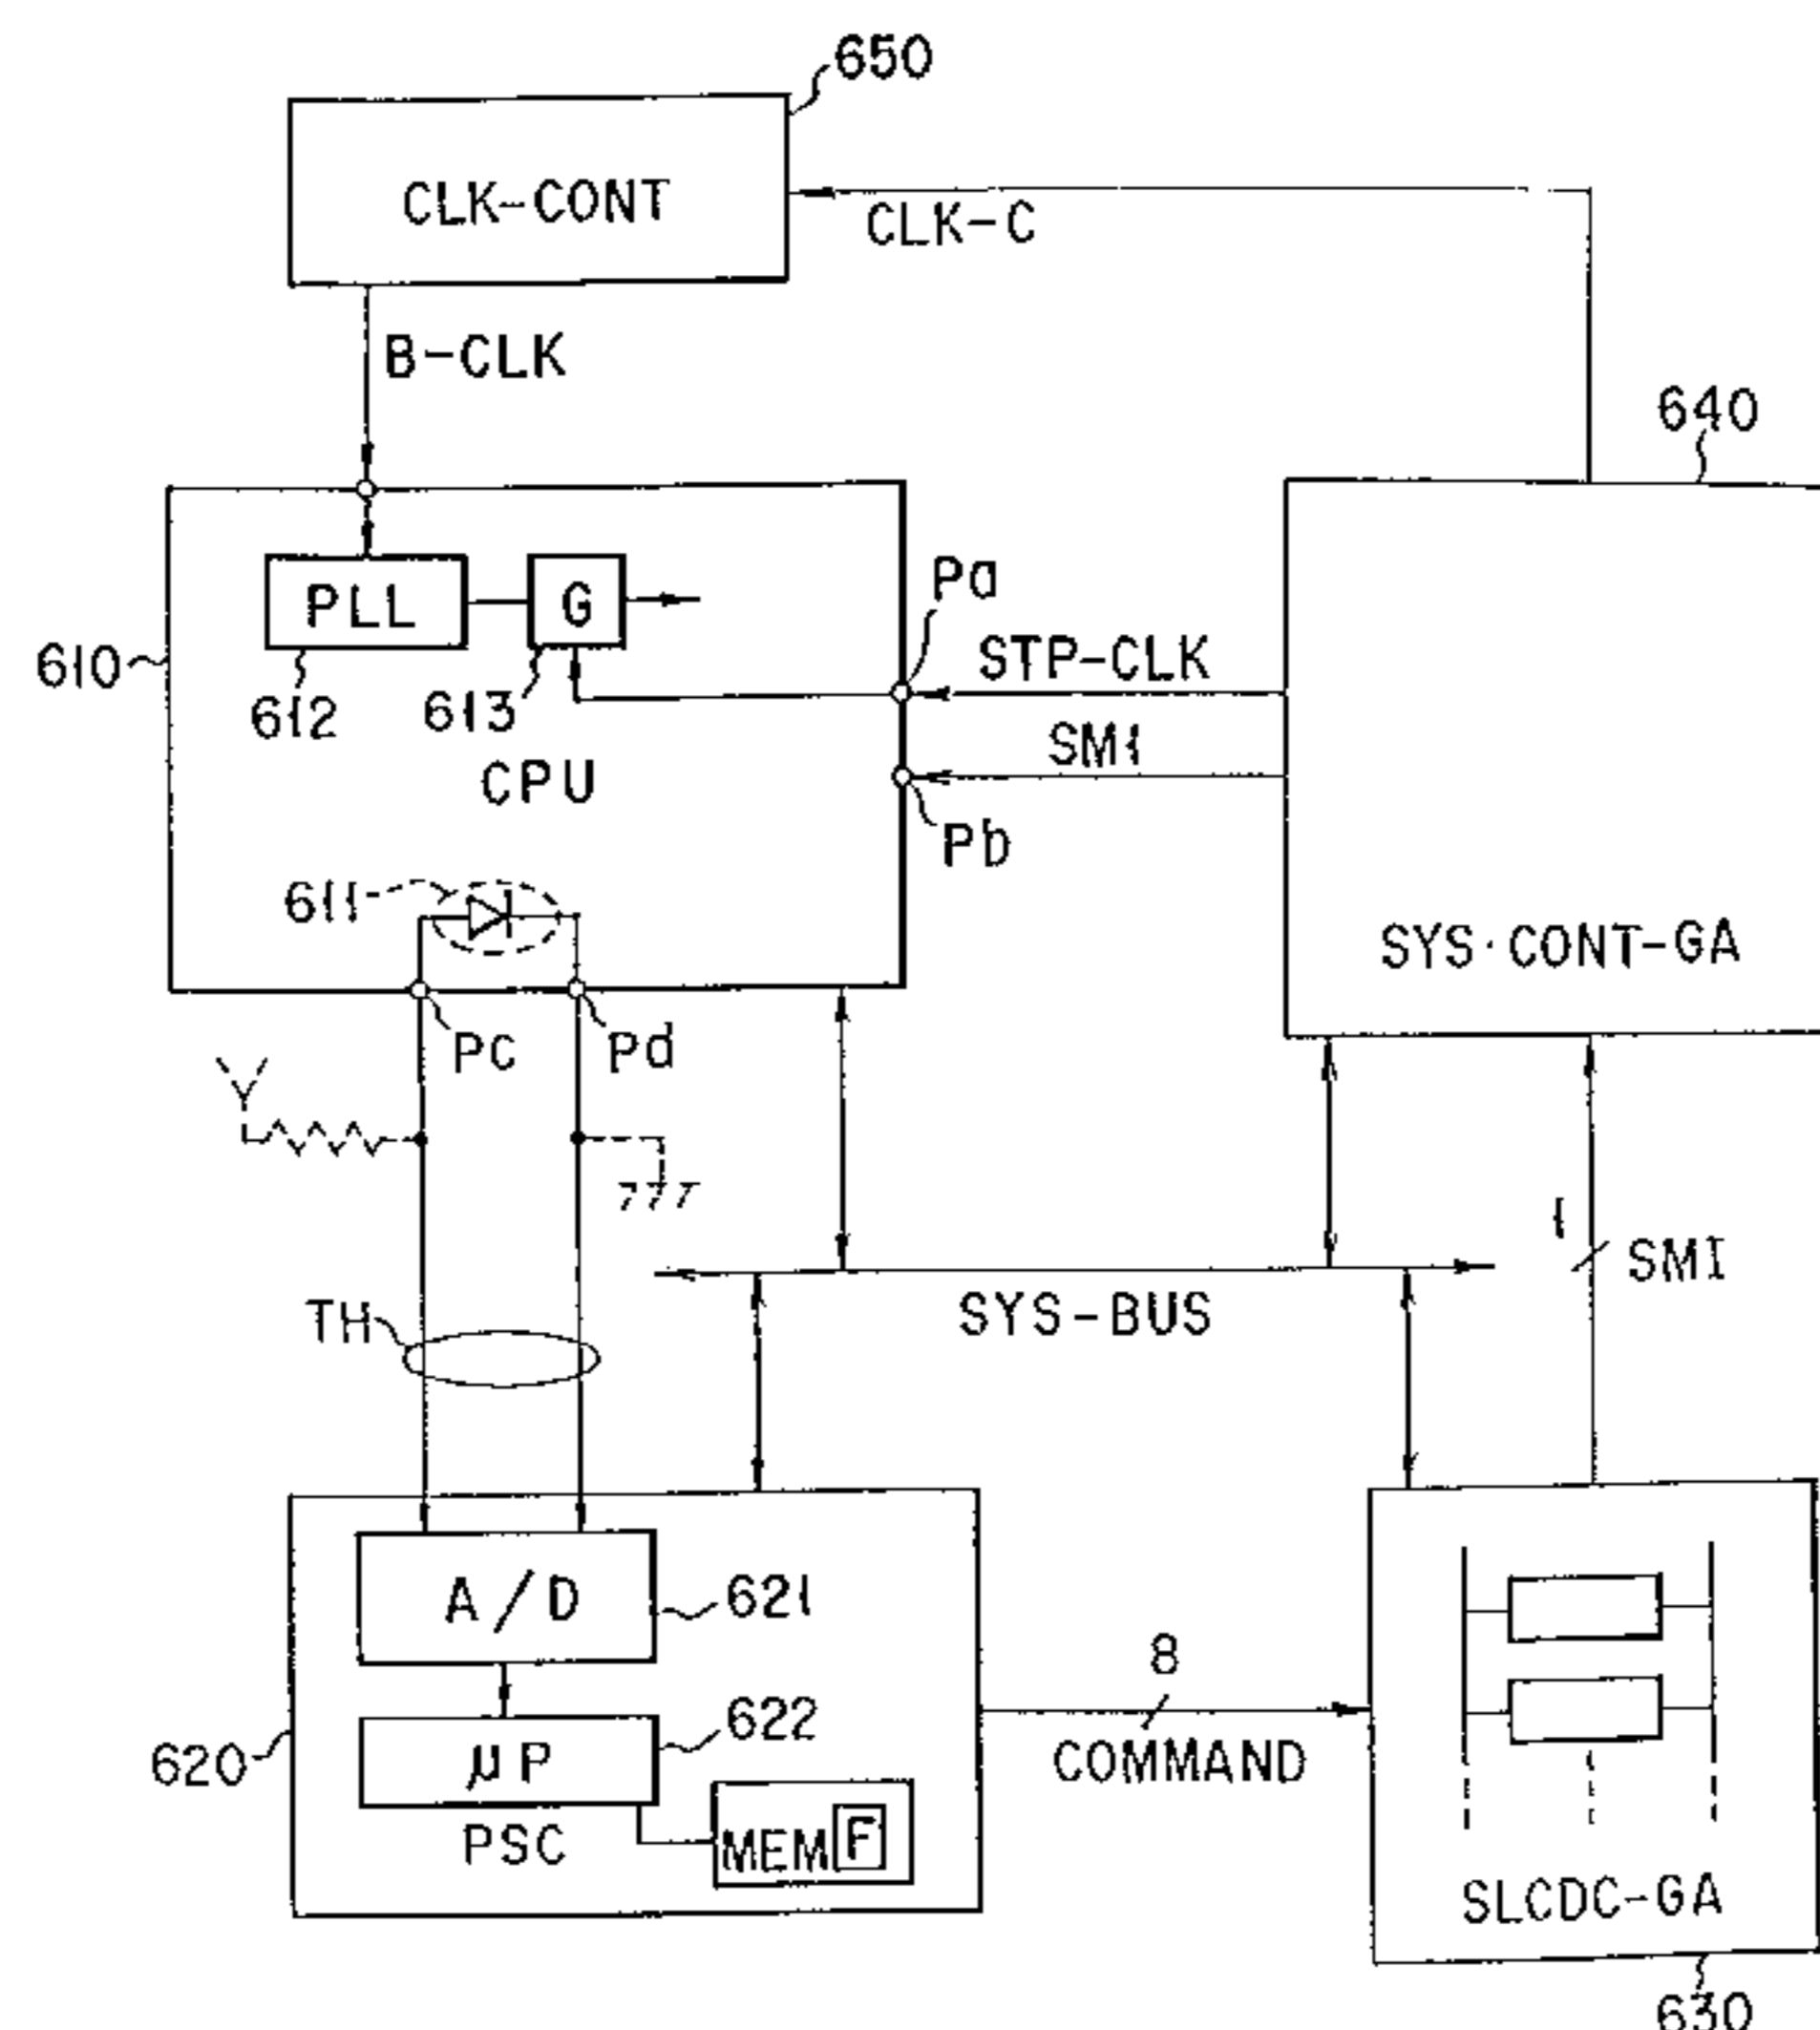 650
CLK-CONT
CLK-C
B-CLK
640
PLL
G
Pa
STP-CLK
610
612
613
SMI
CPU
Pb
611
SYS·CONT-GA
Pc
Pd
1
SMI
TH
SYS-BUS
A/D
621
8
622
620
μP
COMMAND
PSC
MEM F
SLCDC-GA
630